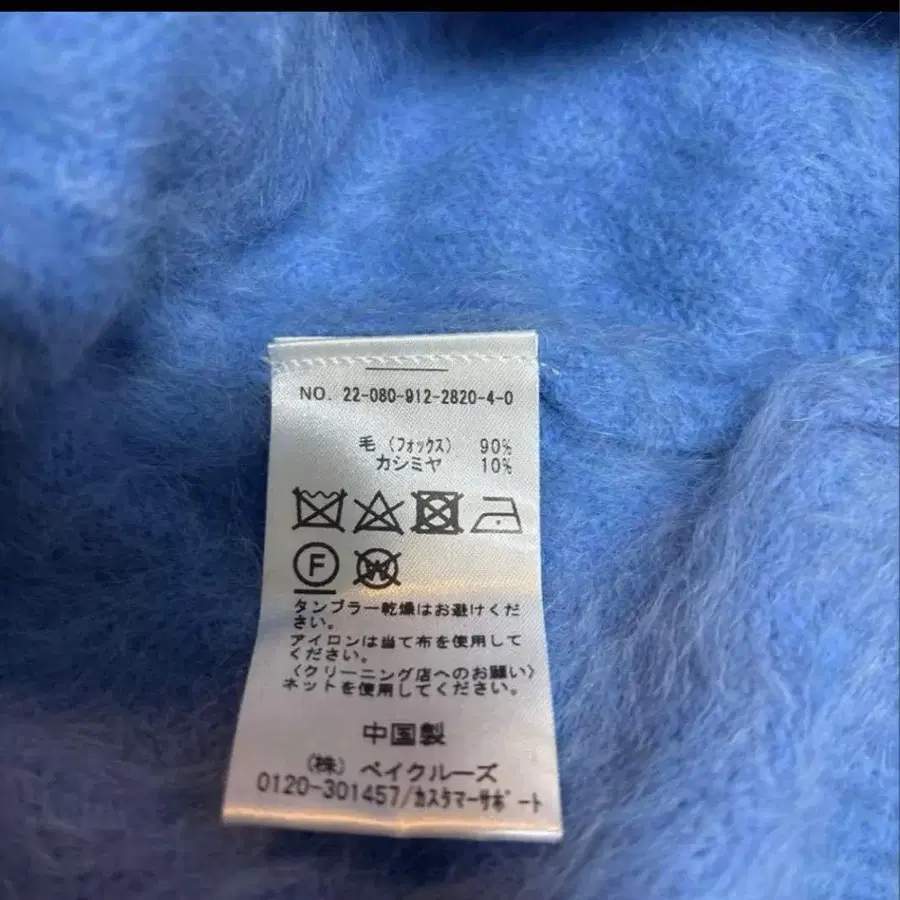 NO. 22-080-912-2820-4-0
毛 (フォックス) 90%
カシミヤ 10%
F W
タンブラー乾燥はお避けくだ
さい。
アイロンは当て布を使用して
ください。
〈クリーニング店へのお願い〉
ネットを使用してください。
中国製
(株) ベイクルーズ
0120-301457/カスタマーサポート